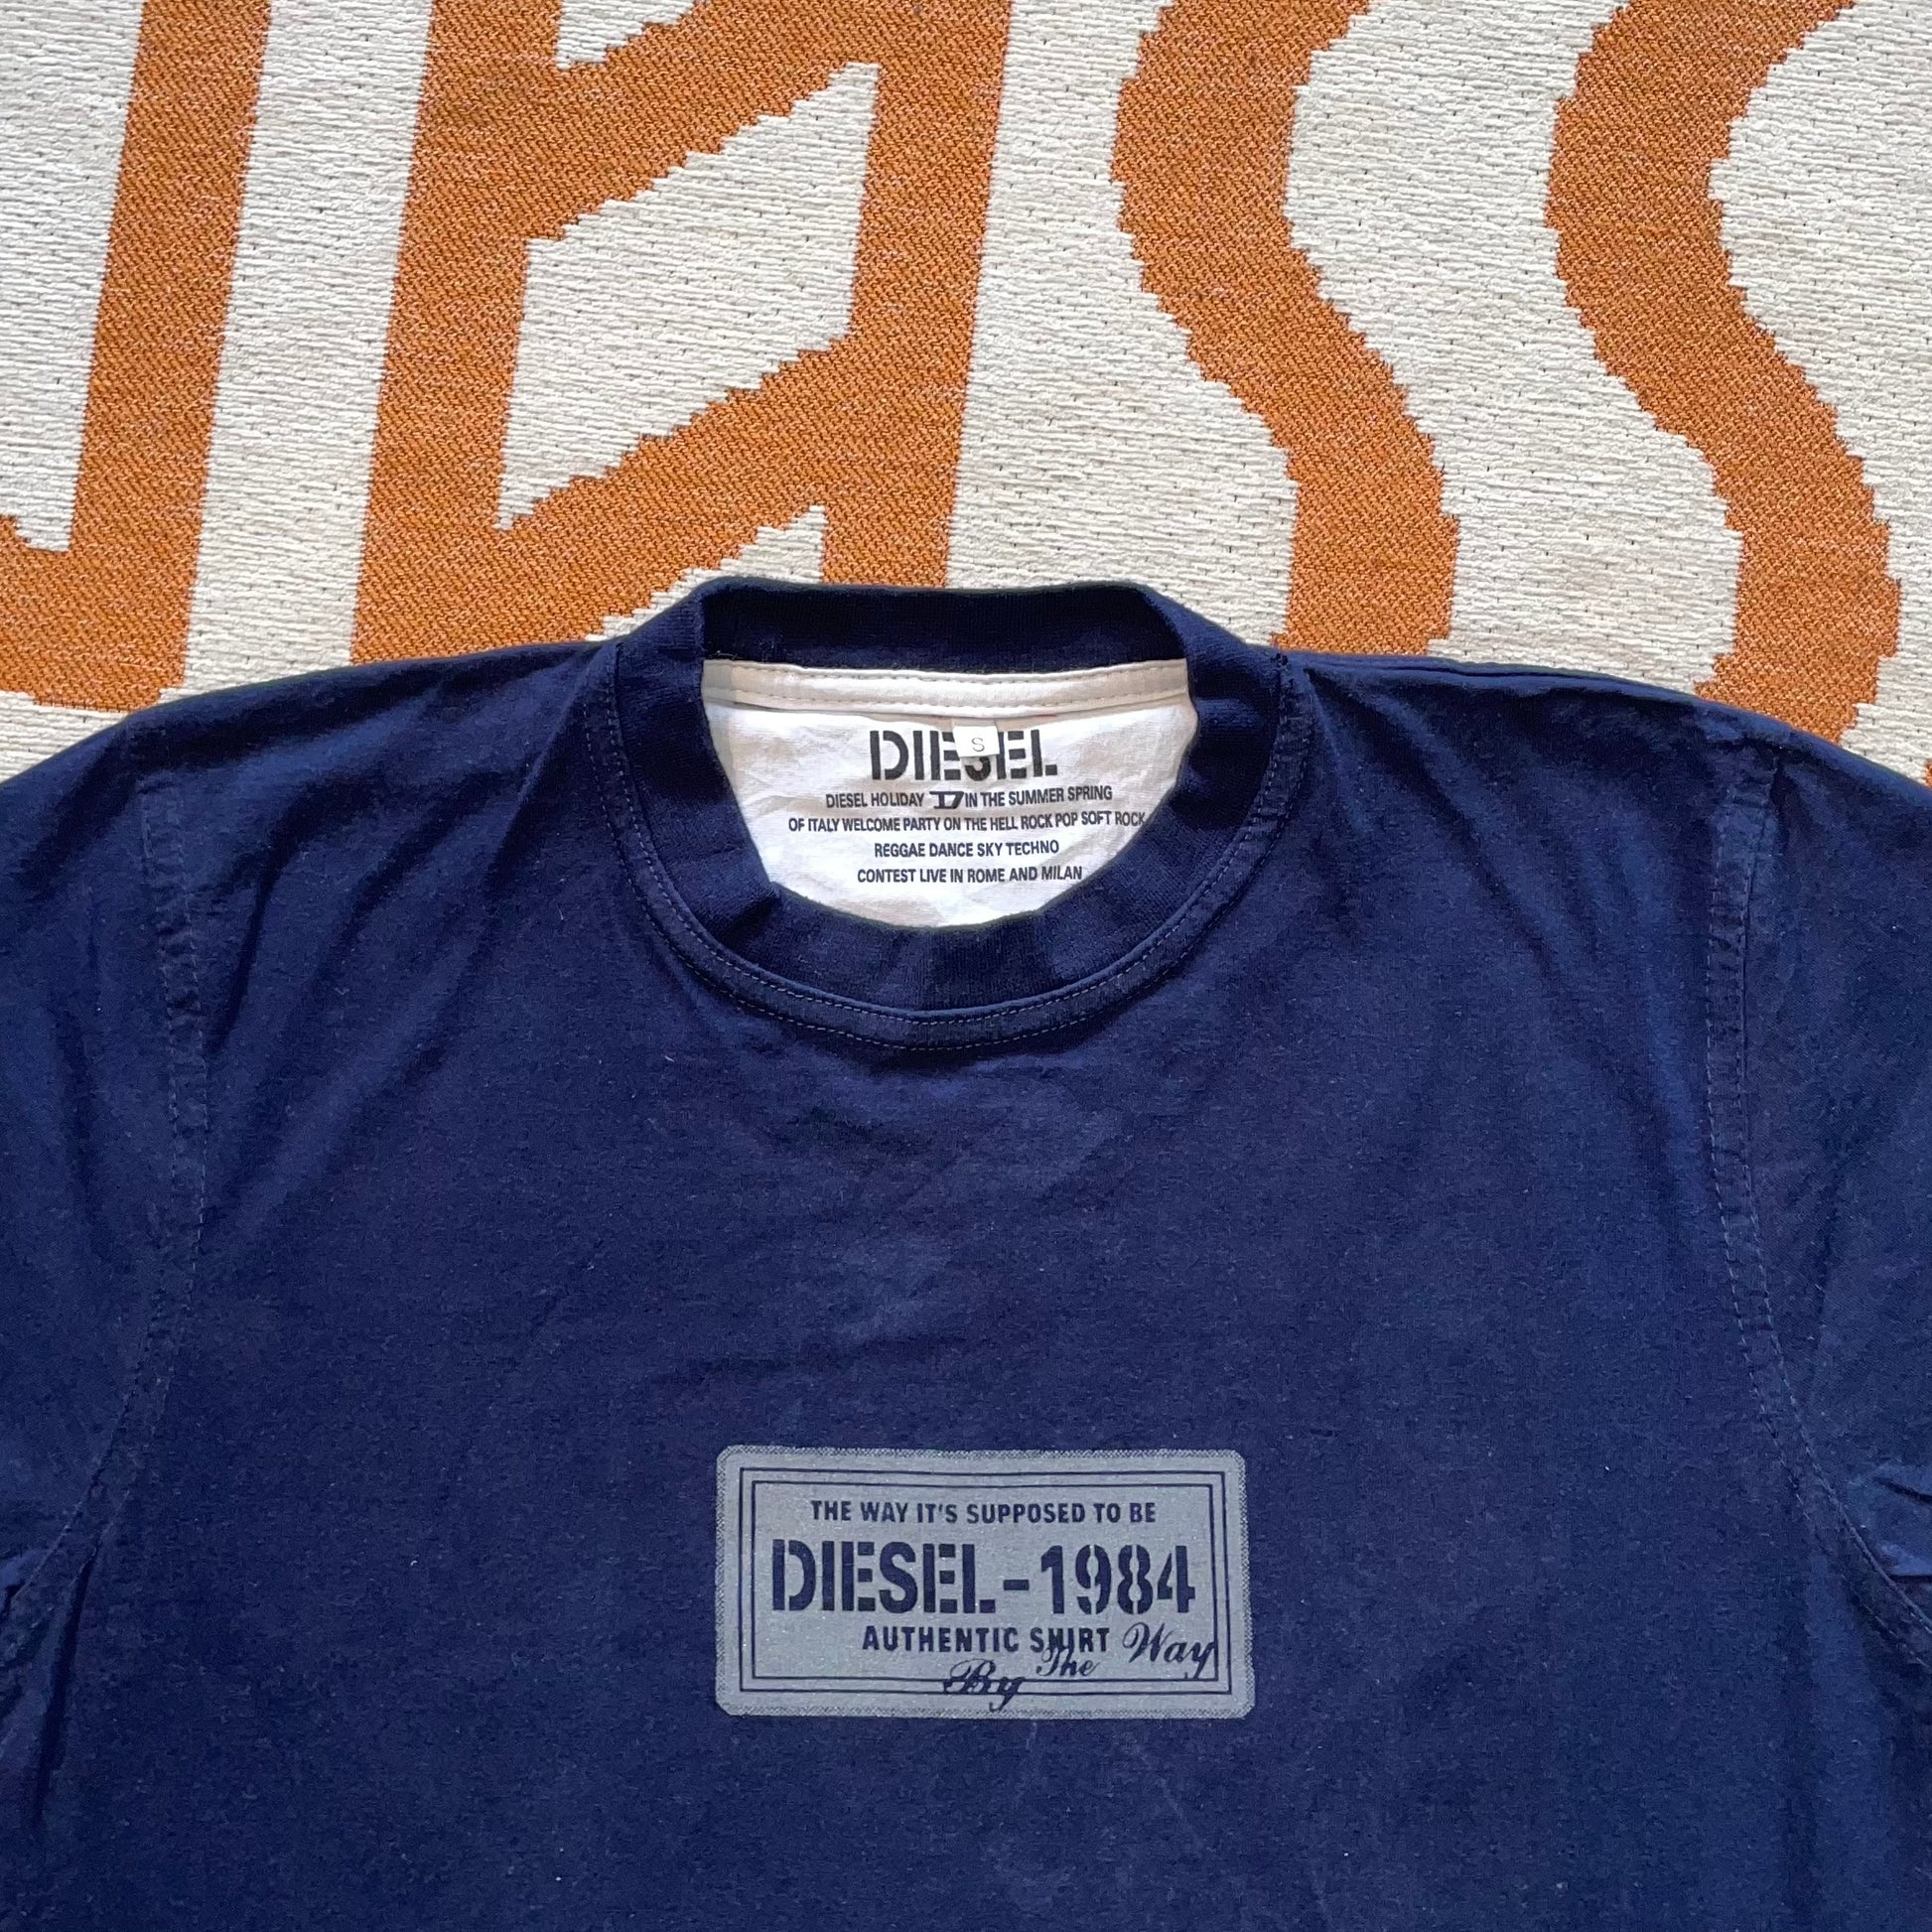 DIESEL
S
DIESEL HOLIDAY D IN THE SUMMER SPRING
OF ITALY WELCOME PARTY ON THE HELL ROCK POP SOFT ROCK
REGGAE DANCE SKY TECHNO
CONTEST LIVE IN ROME AND MILAN
THE WAY IT'S SUPPOSED TO BE
DIESEL-1984
AUTHENTIC SHIRT
By The Way